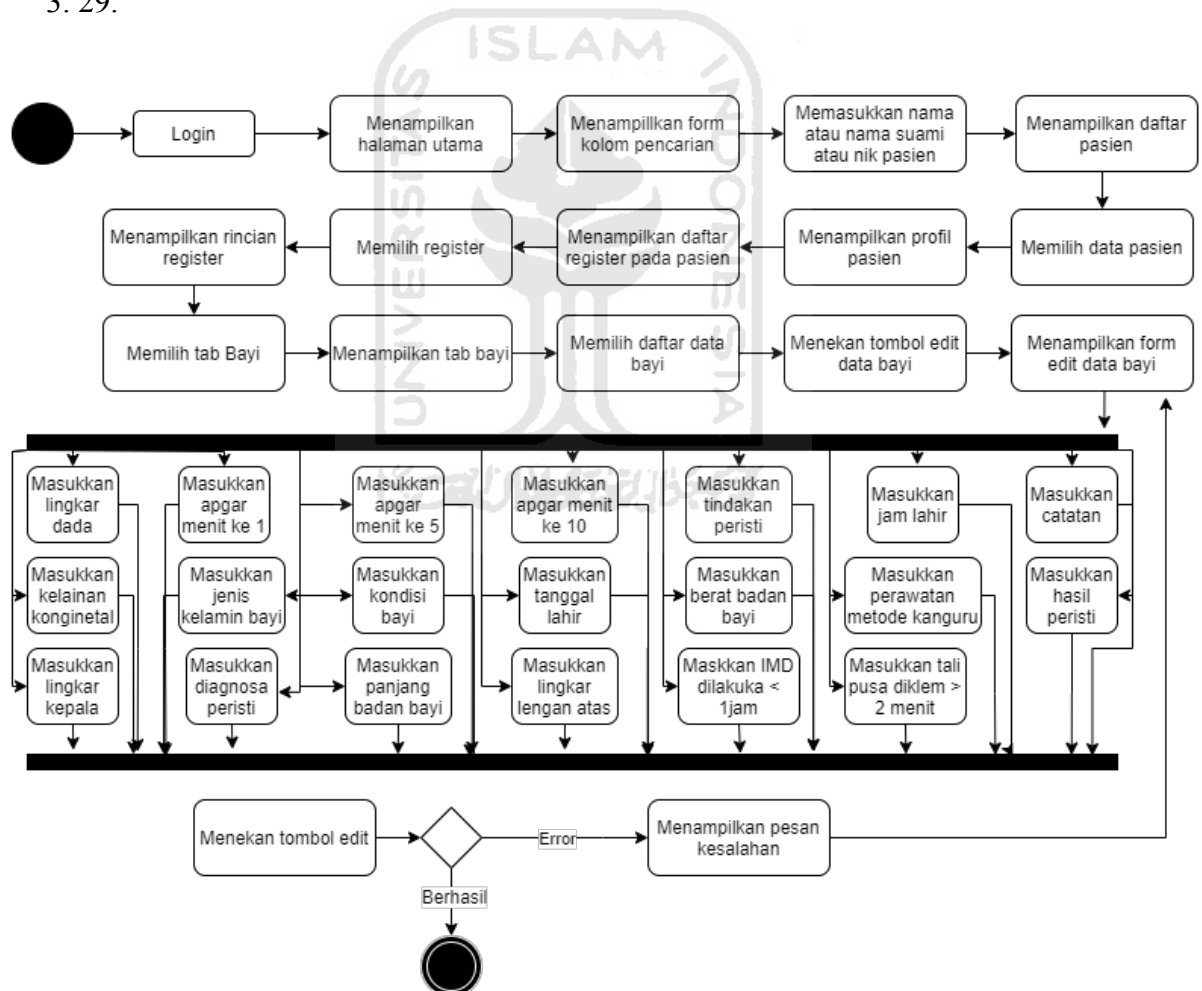 3. 29.
ISLAM
UNIVERSITAS
INDONESIA
Login
Menampilkan
halaman utama
Menampillkan form
kolom pencarian
Memasukkan nama
atau nama suami
atau nik pasien
Menampilkan daftar
pasien
Menampilkan rincian
register
Memilih register
Menampilkan daftar
register pada pasien
Menampilkan profil
pasien
Memilih data pasien
Memilih tab Bayi
Menampilkan tab bayi
Memilih daftar data
bayi
Menekan tombol edit
data bayi
Menampilkan form
edit data bayi
Masukkan
lingkar
dada
Masukkan
apgar
menit ke 1
Masukkan
apgar
menit ke 5
Masukkan
apgar menit
ke 10
Masukkan
tindakan
peristi
Masukkan
jam lahir
Masukkan
catatan
Masukkan
kelainan
konginetal
Masukkan
jenis
kelamin bayi
Masukkan
kondisi
bayi
Masukkan
tanggal
lahir
Masukkan
berat badan
bayi
Masukkan
perawatan
metode kanguru
Masukkan
hasil
peristi
Masukkan
lingkar
kepala
Masukkan
diagnosa
peristi
Masukkan
panjang
badan bayi
Masukkan
lingkar
lengan atas
Maskkan IMD
dilakuka <
1jam
Masukkan tali
pusa diklem >
2 menit
Menekan tombol edit
Error
Menampilkan pesan
kesalahan
Berhasil